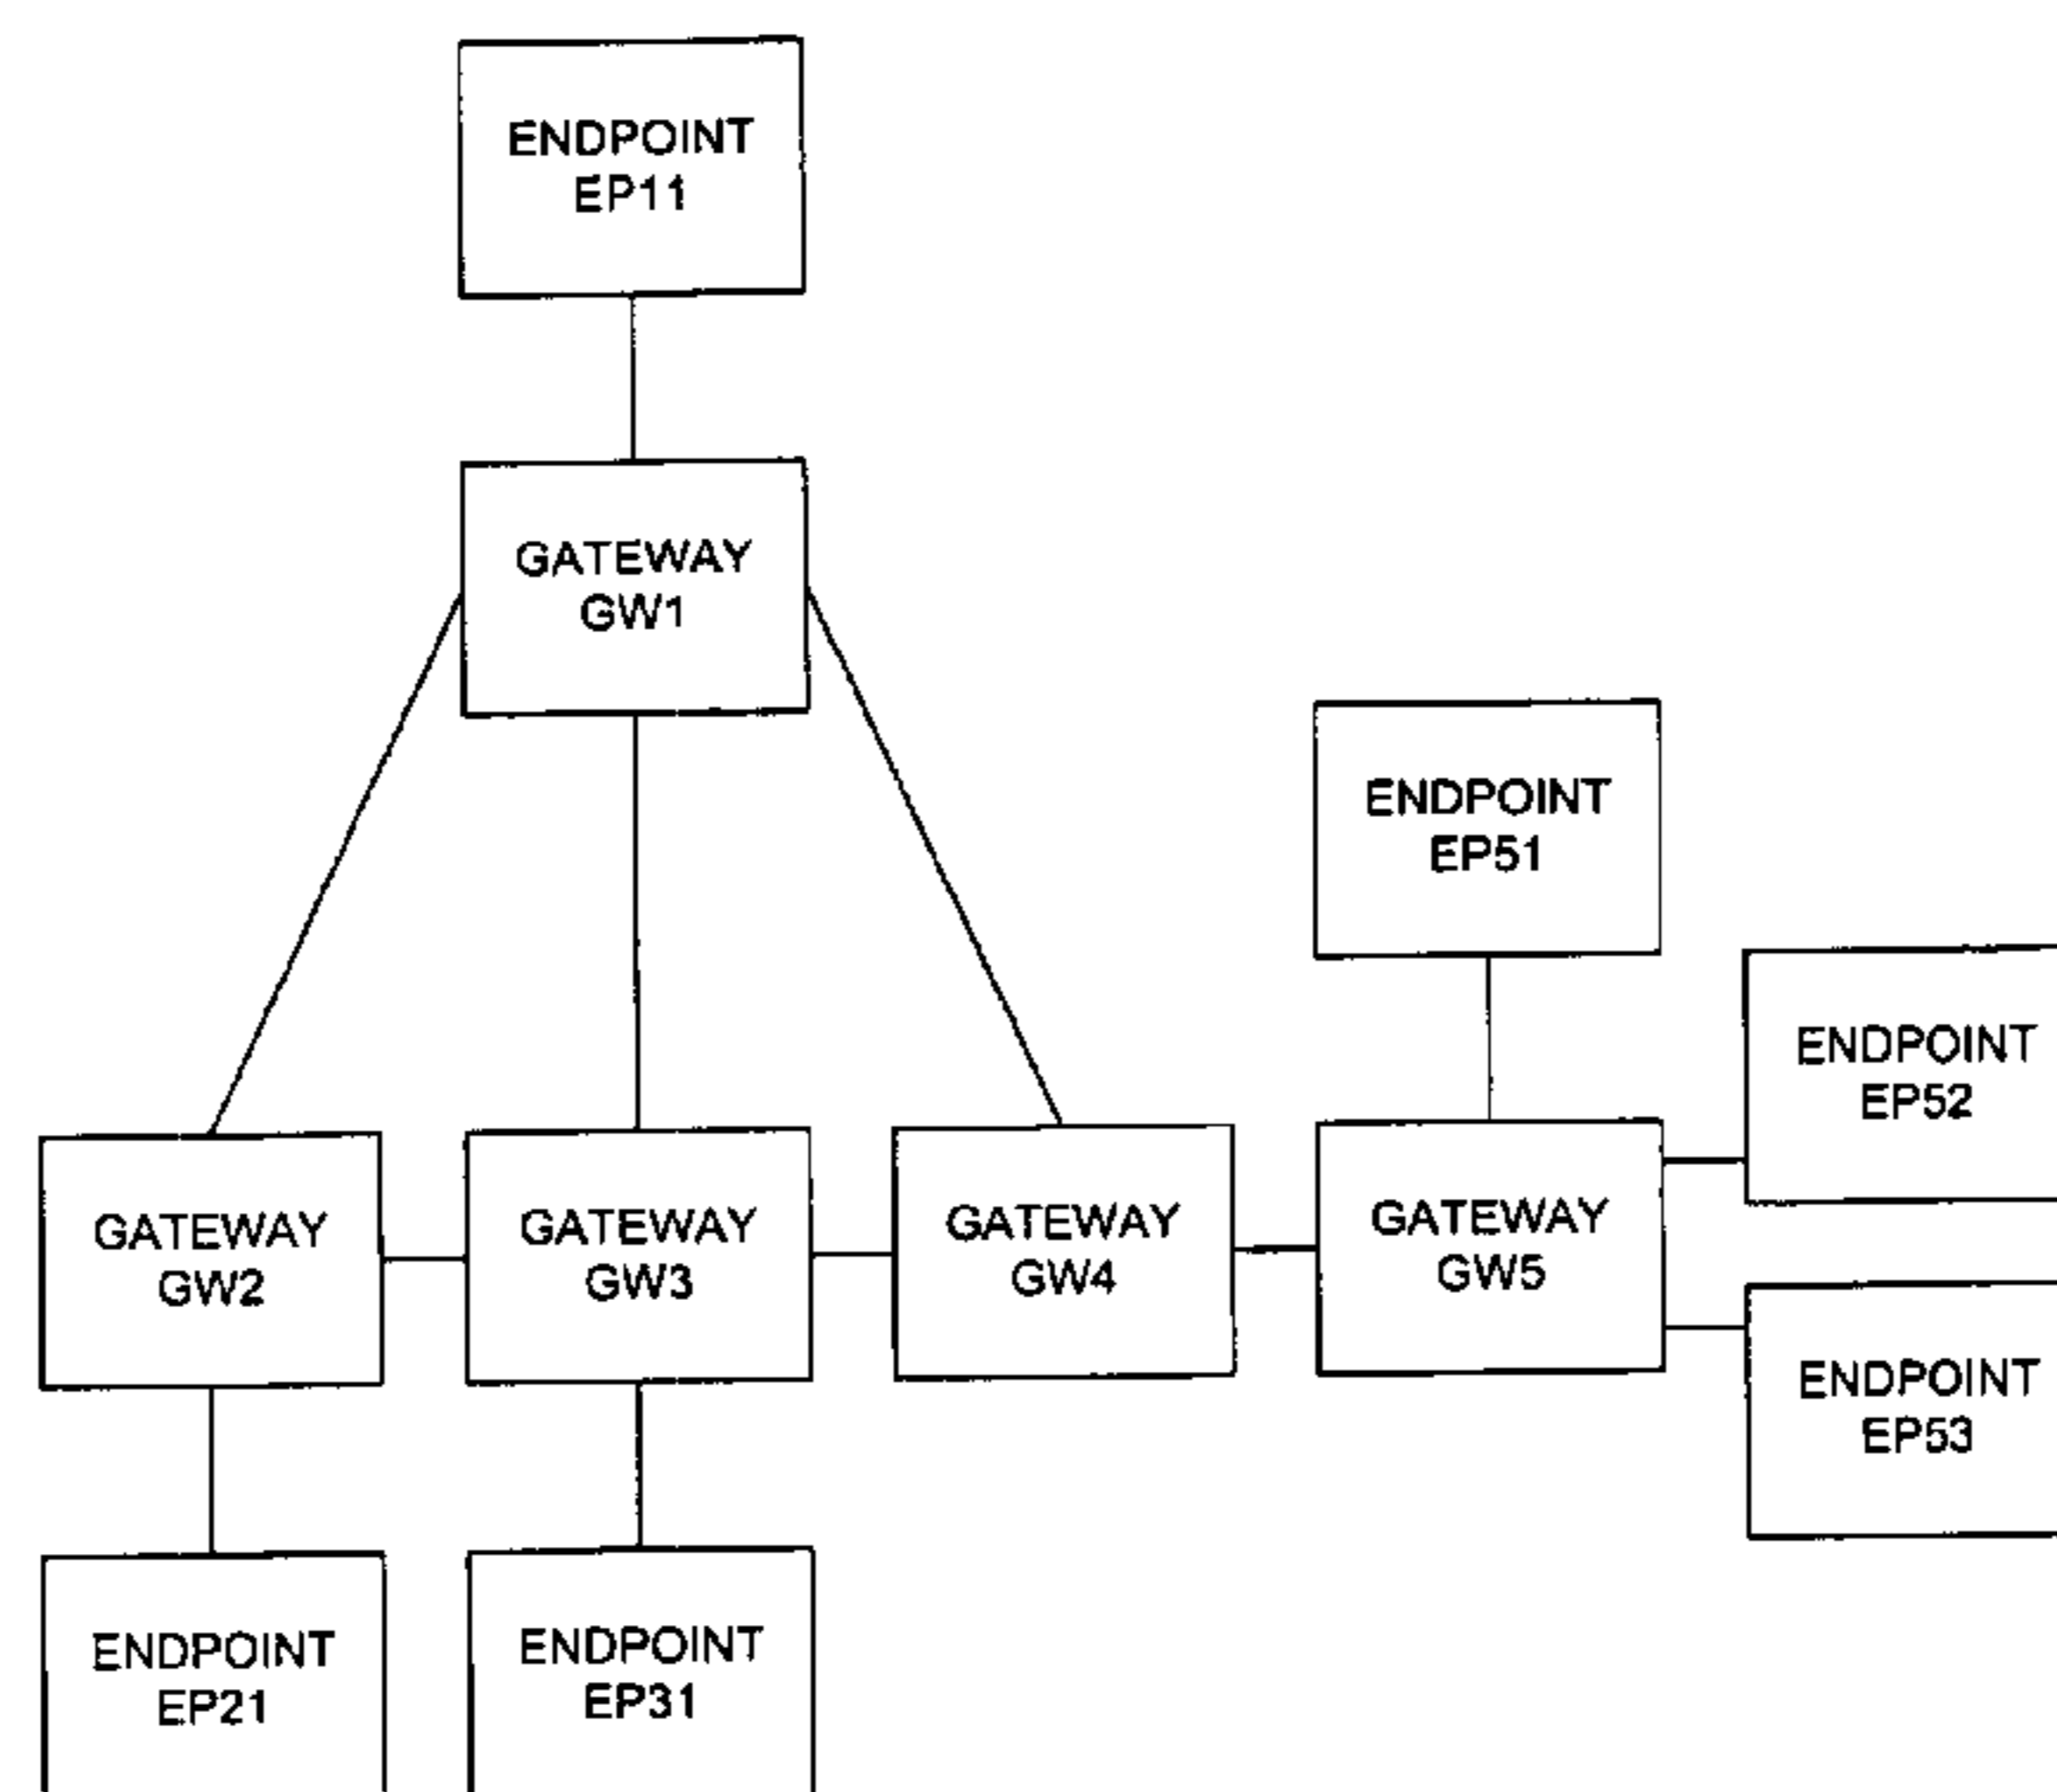 ENDPOINT
EP11
GATEWAY
GW1
ENDPOINT
EP51
ENDPOINT
EP52
GATEWAY
GW2
GATEWAY
GW3
GATEWAY
GW4
GATEWAY
GW5
ENDPOINT
EP53
ENDPOINT
EP21
ENDPOINT
EP31